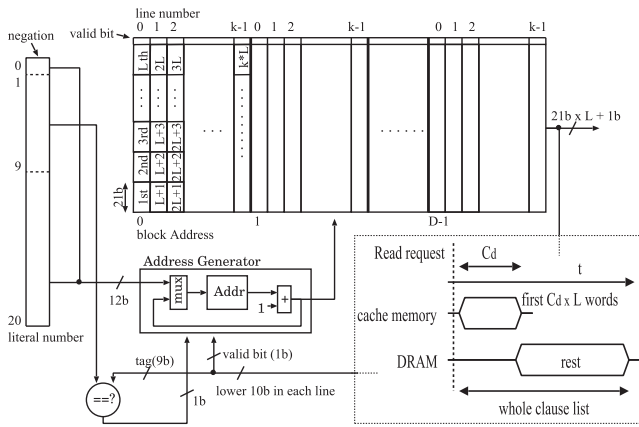 line number
0 1 2 k-1 0 1 2 k-1 0 1 2 k-1
valid bit
negation
0
1
9
20
literal number
L th 2L 3L k*L
3rd L+3 2L+3
2nd L+2 2L+2
1st L+1 2L+1
21b
0 1 D-1
block Address
21b x L + 1b
Address Generator
mux
Addr
1
+
12b
tag(9b)
valid bit (1b)
1b
lower 10b in each line
==?
Read request
Cd
t
cache memory
first Cd x L words
DRAM
rest
whole clause list